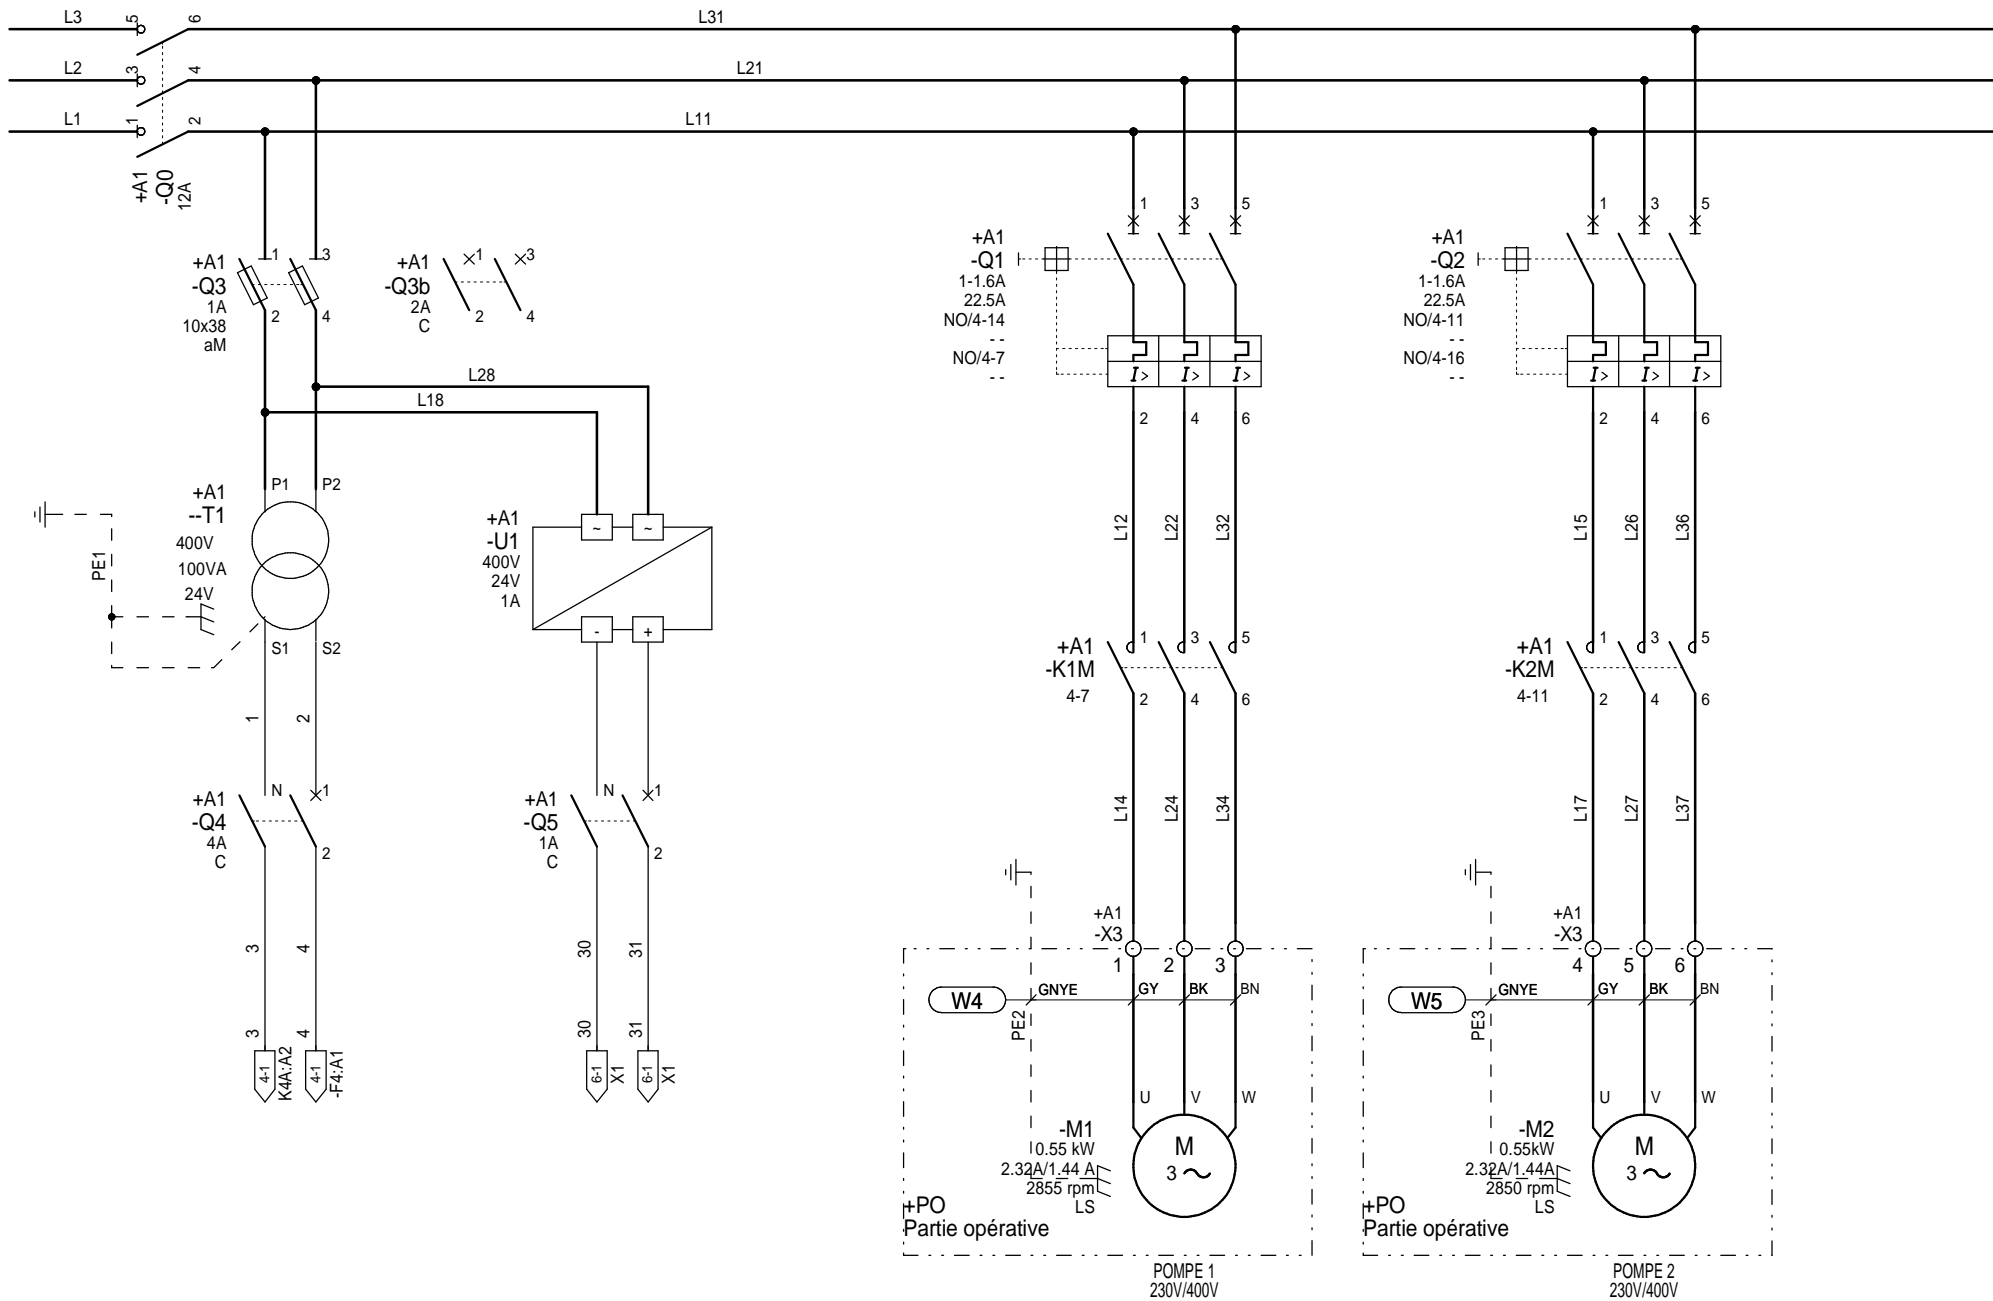 L3 5 6 L31
L2 3 4 L21
L1 1 2 L11
+A1
-Q0
12A
+A1
-Q3
1A
10x38
aM
1 3
2 4
+A1
-Q3b
2A
C
1 3
2 4
+A1
-Q1
1-1.6A
22.5A
NO/4-14
- -
NO/4-7
- -
1 3 5
I> I> I>
2 4 6
+A1
-Q2
1-1.6A
22.5A
NO/4-11
- -
NO/4-16
- -
1 3 5
I> I> I>
2 4 6
L28
L18
P1 P2
+A1
--T1
400V
100VA
24V
PE1
S1 S2
+A1
-U1
400V
24V
1A
~ ~
- +
L12 L22 L32
L15 L26 L36
+A1
-K1M
4-7
1 3 5
2 4 6
+A1
-K2M
4-11
1 3 5
2 4 6
1 2
+A1
-Q4
4A
C
N 1
2
+A1
-Q5
1A
C
N 1
2
L14 L24 L34
L17 L27 L37
3 4
30 31
3 4
30 31
4-1 K4A:A2
4-1 -F4:A1
6-1 X1
6-1 X1
+A1
-X3
1 2 3
W4 GNYE GY BK BN
PE2
U V W
-M1
0.55 kW
2.32A/1.44 A
2855 rpm
LS
M
3 ~
+PO
Partie opérative
POMPE 1
230V/400V
+A1
-X3
4 5 6
W5 GNYE GY BK BN
PE3
U V W
-M2
0.55kW
2.32A/1.44A
2850 rpm
LS
M
3 ~
+PO
Partie opérative
POMPE 2
230V/400V